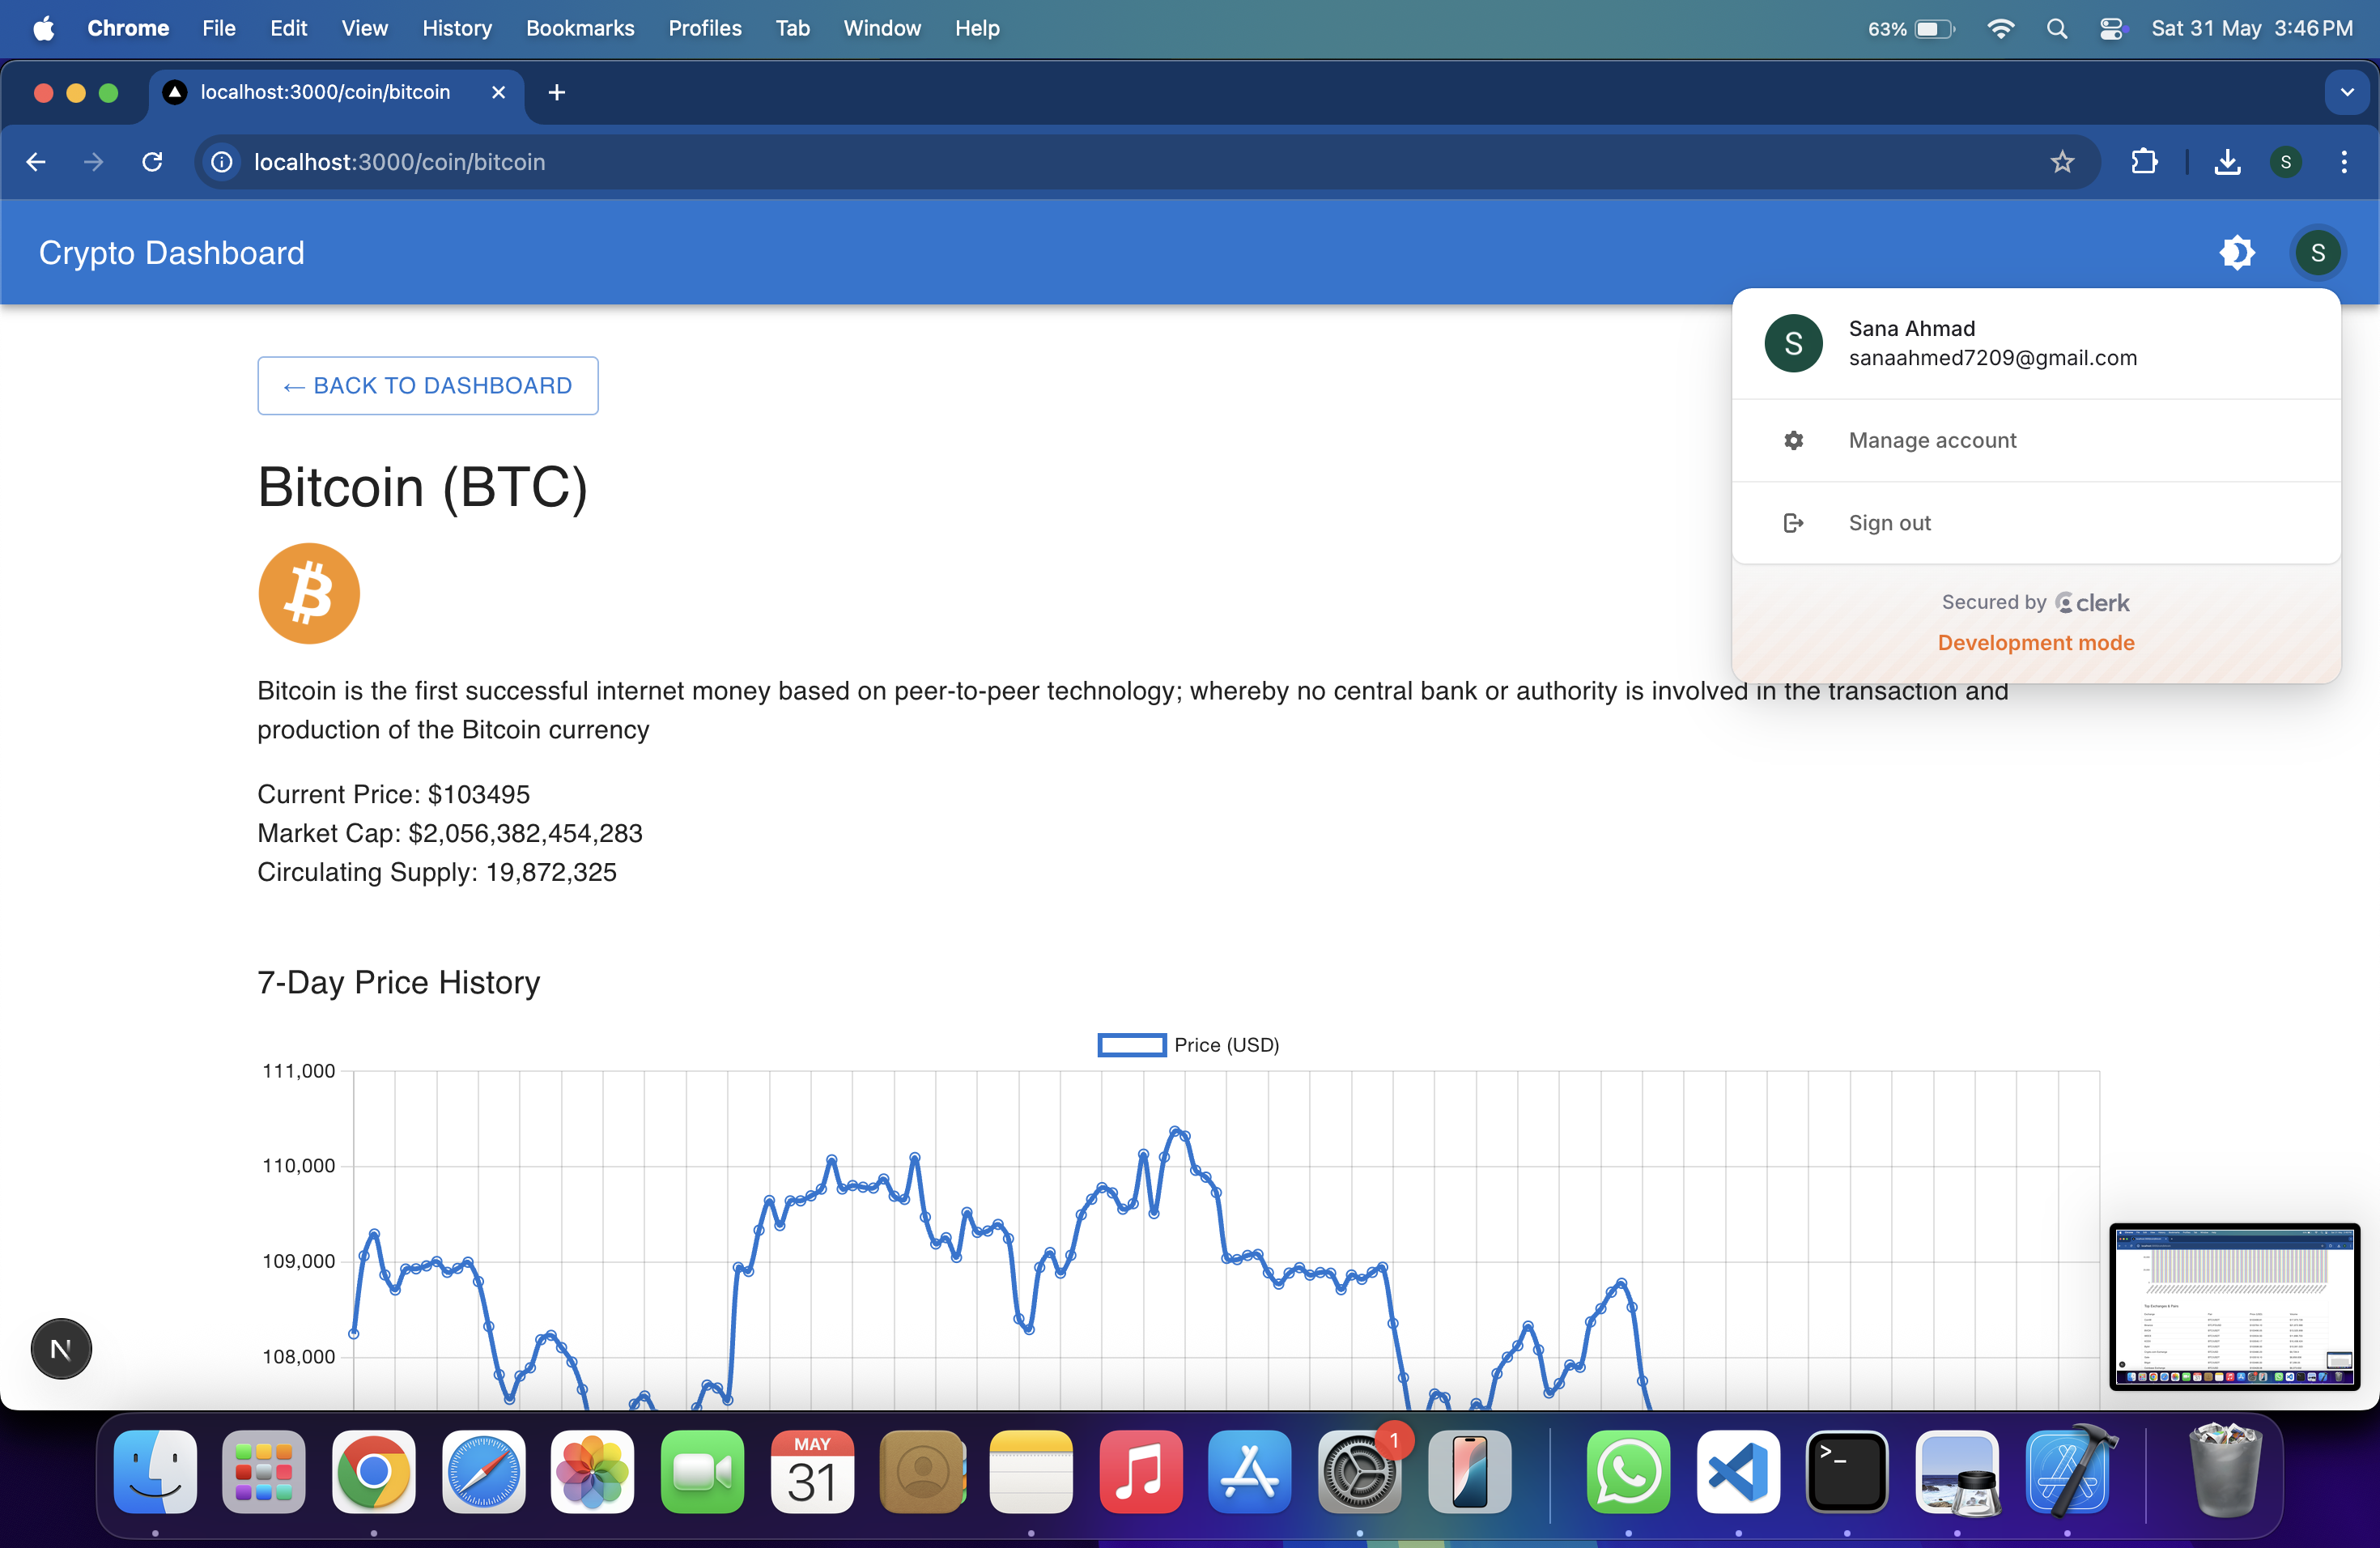 Chrome File Edit View History Bookmarks Profiles Tab Window Help 63% Sat 31 May 3:46 PM
localhost:3000/coin/bitcoin
localhost:3000/coin/bitcoin S
Crypto Dashboard S
S Sana Ahmad
sanaahmed7209@gmail.com
Manage account
Sign out
Secured by clerk
Development mode
← BACK TO DASHBOARD
Bitcoin (BTC)
Bitcoin is the first successful internet money based on peer-to-peer technology; whereby no central bank or authority is involved in the transaction and
production of the Bitcoin currency
Current Price: $103495
Market Cap: $2,056,382,454,283
Circulating Supply: 19,872,325
7-Day Price History
Price (USD)
111,000
110,000
109,000
108,000
N
MAY
31
1
>_